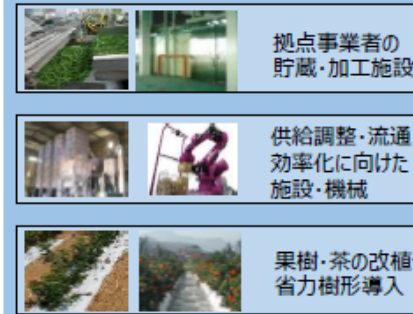 拠点事業者の
貯蔵・加工施設
供給調整・流通
効率化に向けた
施設・機械
果樹・茶の改植
省力樹形導入